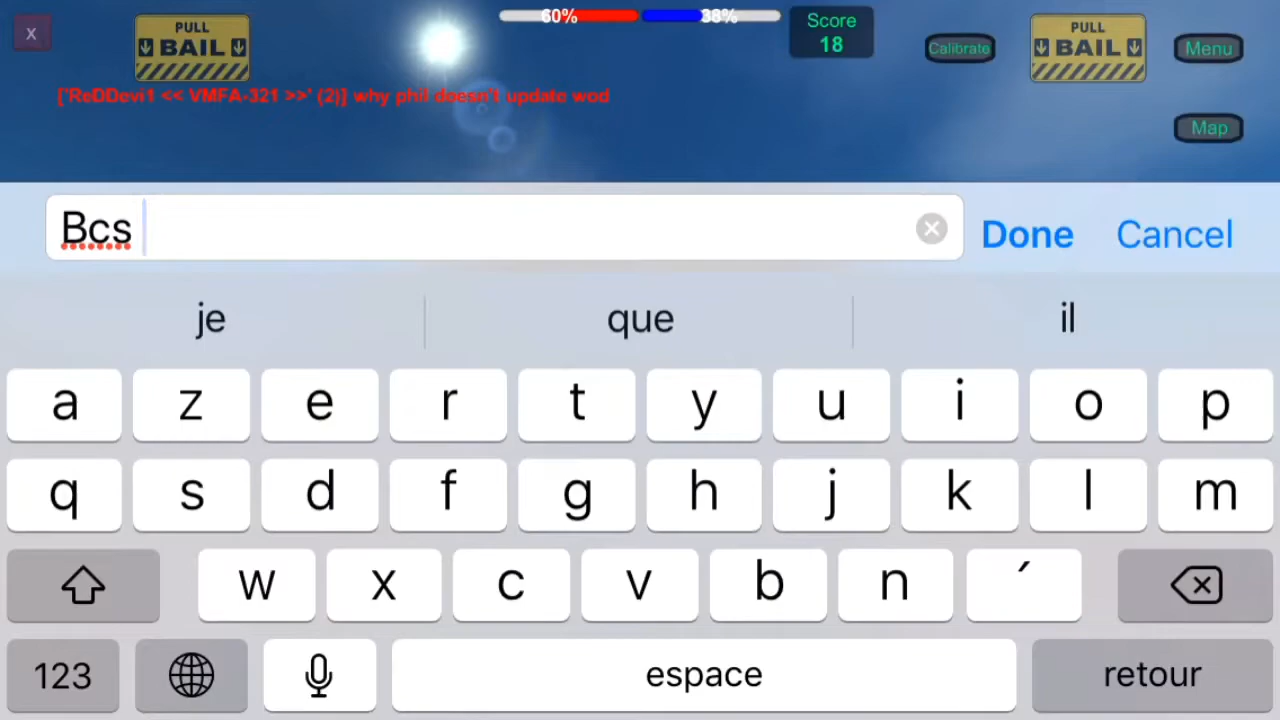 x
PULL
BAIL
60%
38%
Score
18
Calibrate
PULL
BAIL
Menu
['ReDDevi1 << VMFA-321 >>' (2)] why phil doesn't update wod
Map
Bcs
Done
Cancel
je
que
il
a z e r t y u i o p
q s d f g h j k l m
w x c v b n ´
123
espace
retour